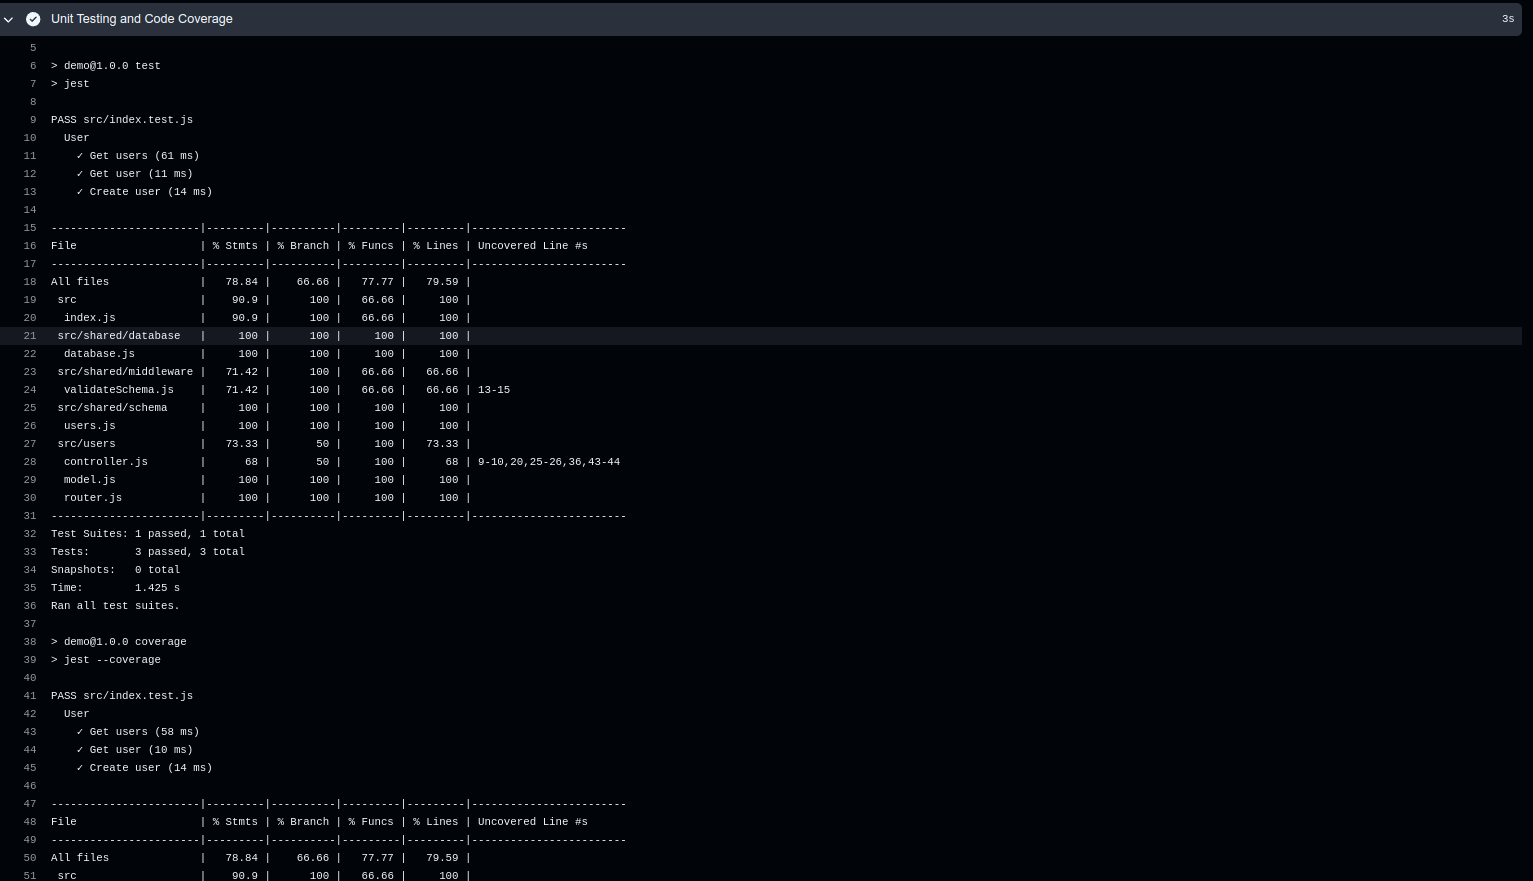 Unit Testing and Code Coverage 3s
5
6 > demo@1.0.0 test
7 > jest
8
9 PASS src/index.test.js
10   User
11     ✓ Get users (61 ms)
12     ✓ Get user (11 ms)
13     ✓ Create user (14 ms)
14
15 -----------------------|---------|----------|---------|---------|------------------------
16 File                   | % Stmts | % Branch | % Funcs | % Lines | Uncovered Line #s
17 -----------------------|---------|----------|---------|---------|------------------------
18 All files              |   78.84 |    66.66 |   77.77 |   79.59 |
19  src                   |    90.9 |      100 |   66.66 |     100 |
20   index.js             |    90.9 |      100 |   66.66 |     100 |
21  src/shared/database   |     100 |      100 |     100 |     100 |
22   database.js          |     100 |      100 |     100 |     100 |
23  src/shared/middleware |   71.42 |      100 |   66.66 |   66.66 |
24   validateSchema.js    |   71.42 |      100 |   66.66 |   66.66 | 13-15
25  src/shared/schema     |     100 |      100 |     100 |     100 |
26   users.js             |     100 |      100 |     100 |     100 |
27  src/users             |   73.33 |       50 |     100 |   73.33 |
28   controller.js        |      68 |       50 |     100 |      68 | 9-10,20,25-26,36,43-44
29   model.js             |     100 |      100 |     100 |     100 |
30   router.js            |     100 |      100 |     100 |     100 |
31 -----------------------|---------|----------|---------|---------|------------------------
32 Test Suites: 1 passed, 1 total
33 Tests:       3 passed, 3 total
34 Snapshots:   0 total
35 Time:        1.425 s
36 Ran all test suites.
37
38 > demo@1.0.0 coverage
39 > jest --coverage
40
41 PASS src/index.test.js
42   User
43     ✓ Get users (58 ms)
44     ✓ Get user (10 ms)
45     ✓ Create user (14 ms)
46
47 -----------------------|---------|----------|---------|---------|------------------------
48 File                   | % Stmts | % Branch | % Funcs | % Lines | Uncovered Line #s
49 -----------------------|---------|----------|---------|---------|------------------------
50 All files              |   78.84 |    66.66 |   77.77 |   79.59 |
51  src                   |    90.9 |      100 |   66.66 |     100 |